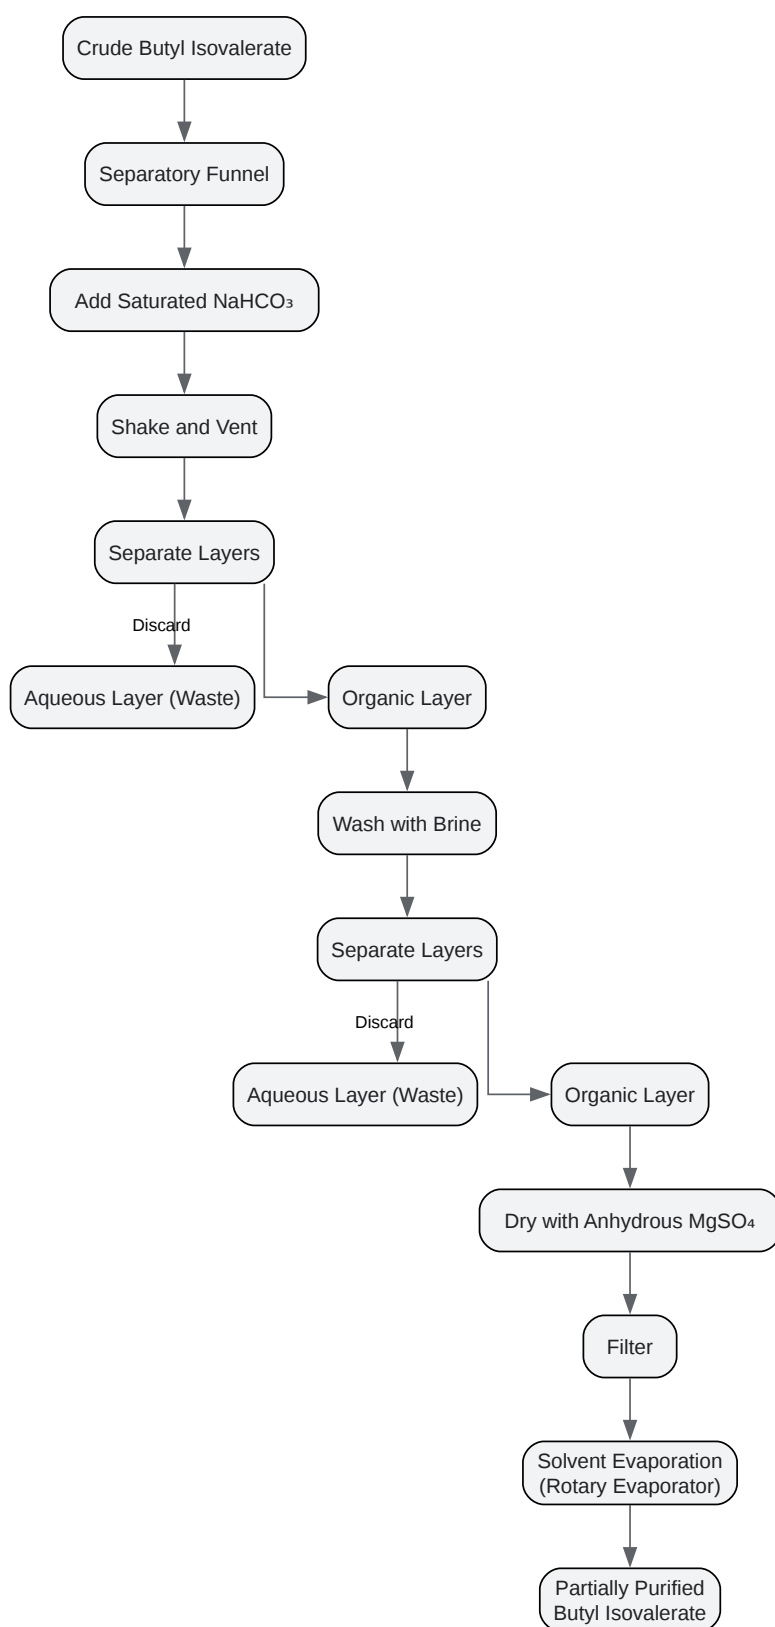 Crude Butyl Isovalerate
Separatory Funnel
Add Saturated NaHCO₃
Shake and Vent
Separate Layers
Discard
Aqueous Layer (Waste)
Organic Layer
Wash with Brine
Separate Layers
Discard
Aqueous Layer (Waste)
Organic Layer
Dry with Anhydrous MgSO₄
Filter
Solvent Evaporation
(Rotary Evaporator)
Partially Purified
Butyl Isovalerate